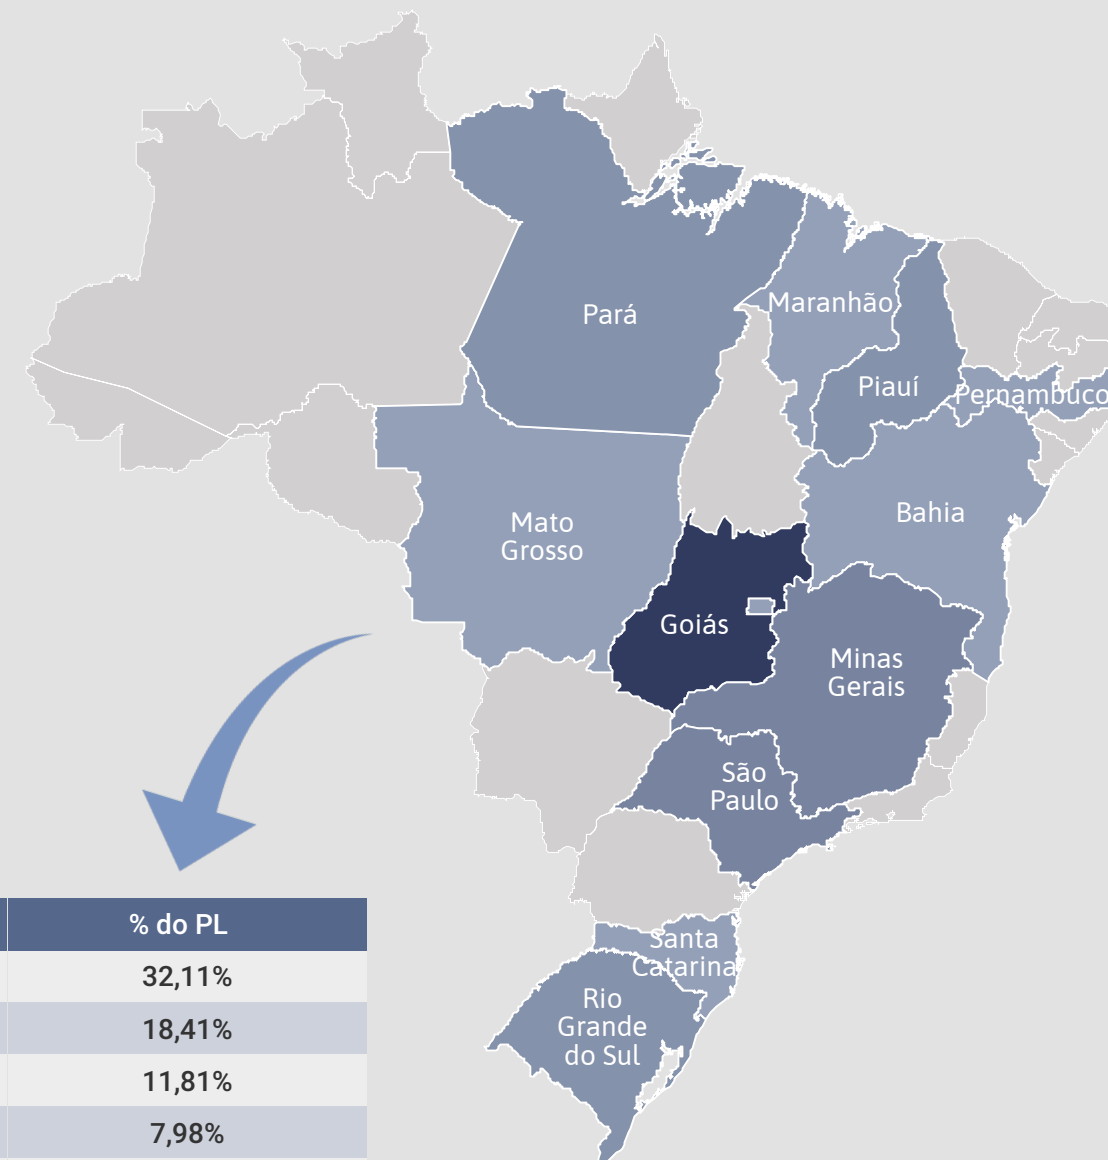 Pará
Maranhão
Piauí
Pernambuco
Bahia
Mato
Grosso
Goiás
Minas
Gerais
São
Paulo
Santa
Catarina
Rio
Grande
do Sul
% do PL
32,11%
18,41%
11,81%
7,98%